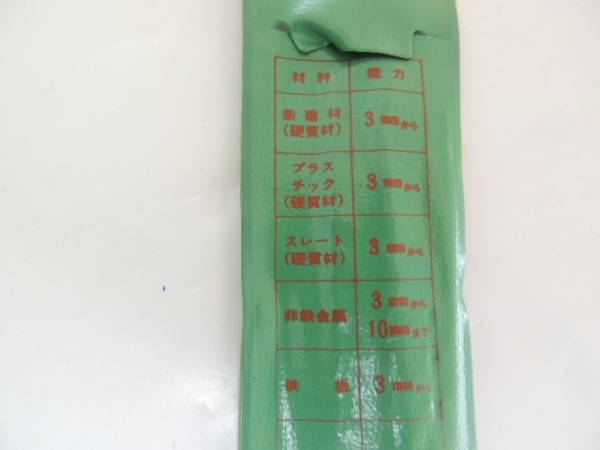 材料 能力
新建材
(硬質材)
3 から
プラス
チック
(硬質材)
3 から
スレート
(硬質材)
3 から
非鉄金属
3 から
10 まで
鉄板
3 から